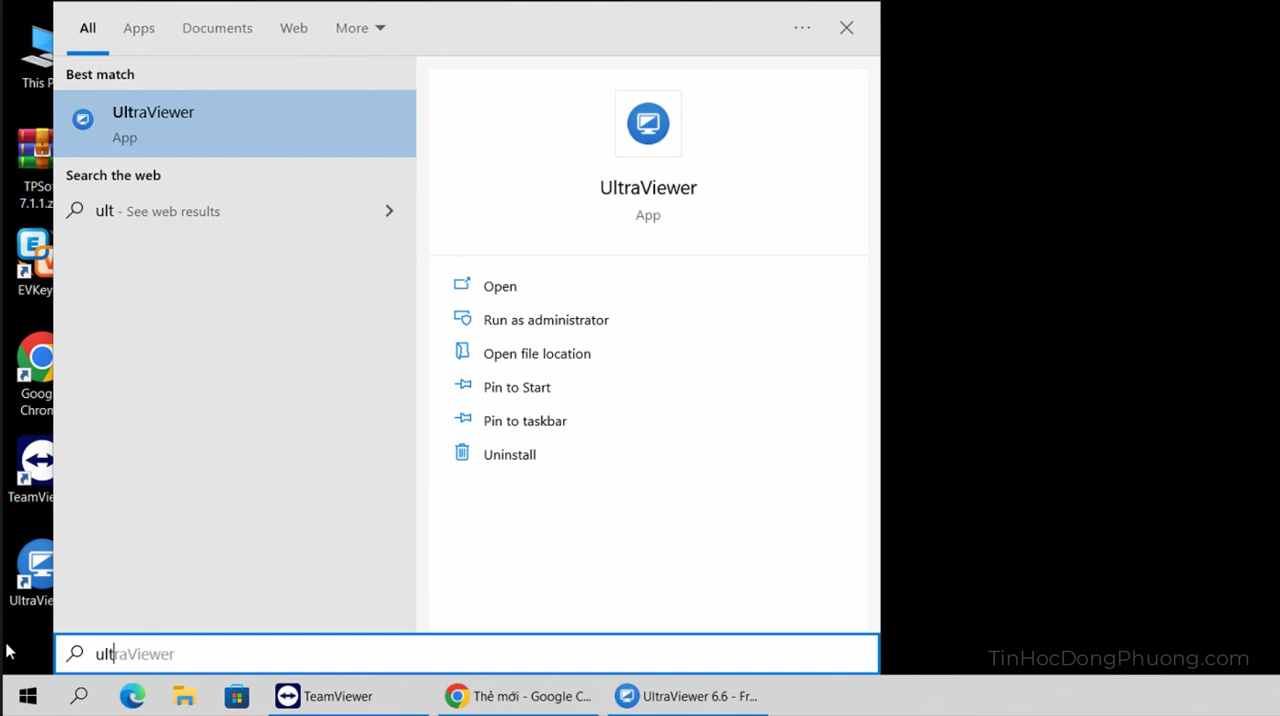 All Apps Documents Web More
Best match
UltraViewer
App
Search the web
ult - See web results
UltraViewer
App
Open
Run as administrator
Open file location
Pin to Start
Pin to taskbar
Uninstall
This P
TPSo
7.1.1.z
EVKey
Goog
Chrom
TeamVie
UltraVie
ultraViewer
TinHocDongPhuong.com
TeamViewer
Thẻ mới - Google C...
UltraViewer 6.6 - Fr...